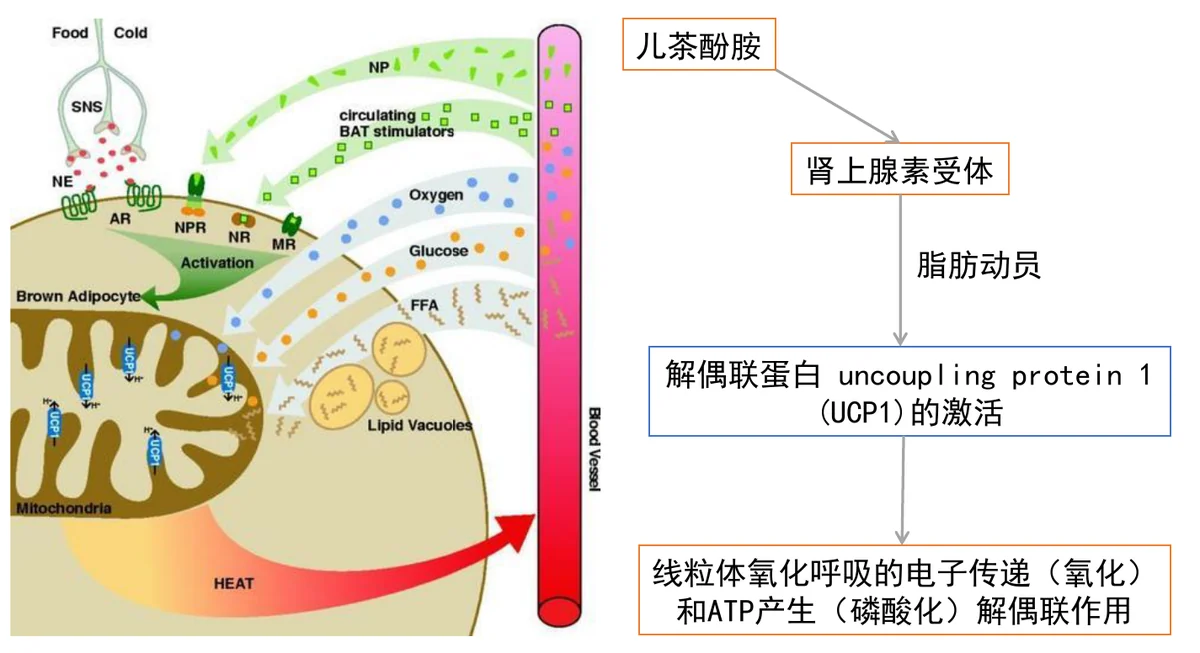 Food Cold
SNS
NE
AR
NPR
NR
MR
NP
circulating
BAT stimulators
Oxygen
Glucose
FFA
Activation
Brown Adipocyte
UCP1
H+
UCP1
H+
UCP1
H+
H+
UCP1
H+
UCP1
Lipid Vacuoles
Mitochondria
HEAT
Blood Vessel
儿茶酚胺
肾上腺素受体
脂肪动员
解偶联蛋白 uncoupling protein 1
(UCP1)的激活
线粒体氧化呼吸的电子传递（氧化）
和ATP产生（磷酸化）解偶联作用